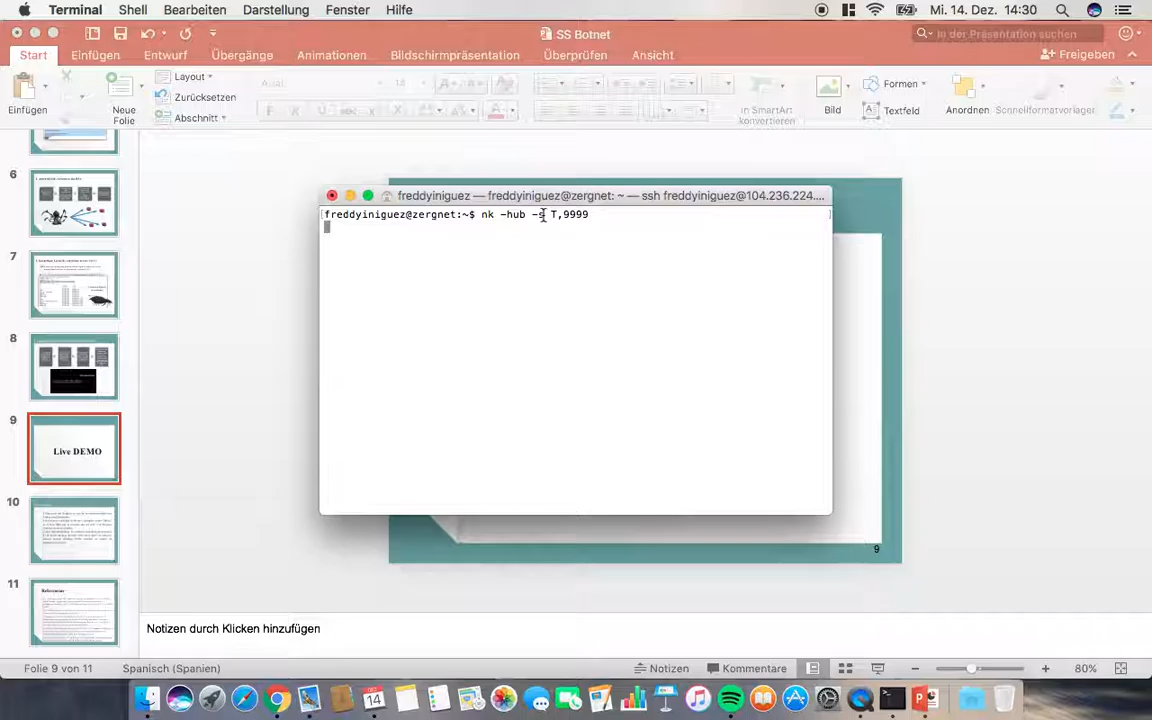 Terminal Shell Bearbeiten Darstellung Fenster Hilfe Mi. 14. Dez. 14:30
SS Botnet
In der Präsentation suchen
Start Einfügen Entwurf Übergänge Animationen Bildschirmpräsentation Überprüfen Ansicht Freigeben
Einfügen
Neue
Folie
Layout
Zurücksetzen
Abschnitt
In SmartArt
konvertieren
Bild
Formen
Textfeld
Anordnen
Schnellformatvorlagen
6
7
8
9
Live DEMO
10
11
References
freddyiniguez — freddyiniguez@zergnet: ~ — ssh freddyiniguez@104.236.224....
freddyiniguez@zergnet:~$ nk -hub - T,9999
9
Notizen durch Klicken hinzufügen
Folie 9 von 11 Spanisch (Spanien) Notizen Kommentare 80%
14